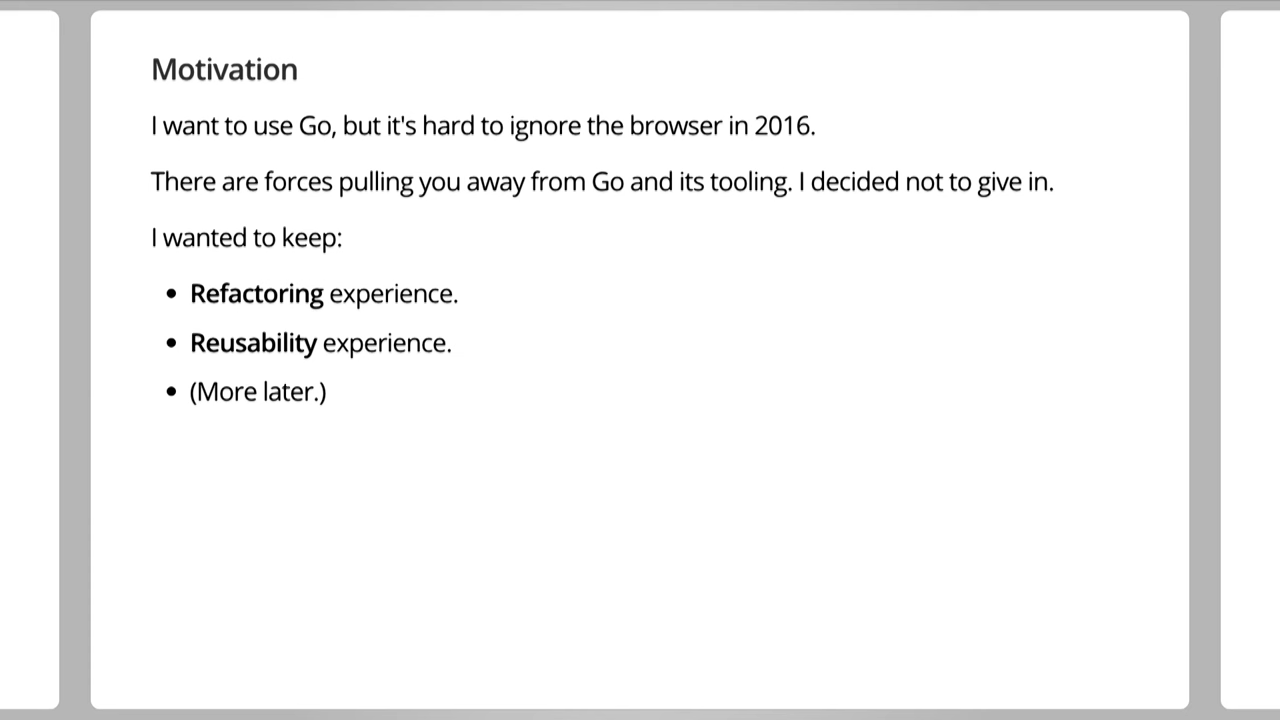 Motivation
I want to use Go, but it's hard to ignore the browser in 2016.
There are forces pulling you away from Go and its tooling. I decided not to give in.
I wanted to keep:
• Refactoring experience.
• Reusability experience.
• (More later.)